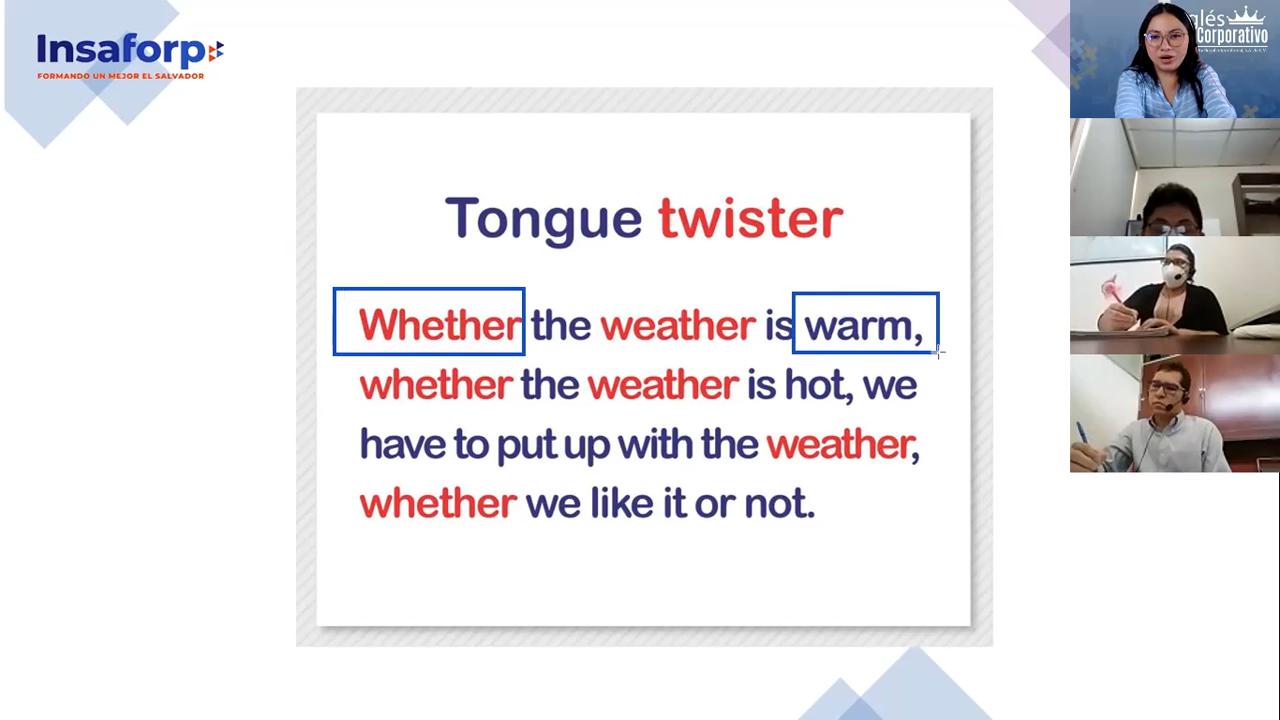 Insaforp
FORMANDO UN MEJOR EL SALVADOR
glés
Corporativo
Tongue twister
Whether the weather is warm,
whether the weather is hot, we
have to put up with the weather,
whether we like it or not.